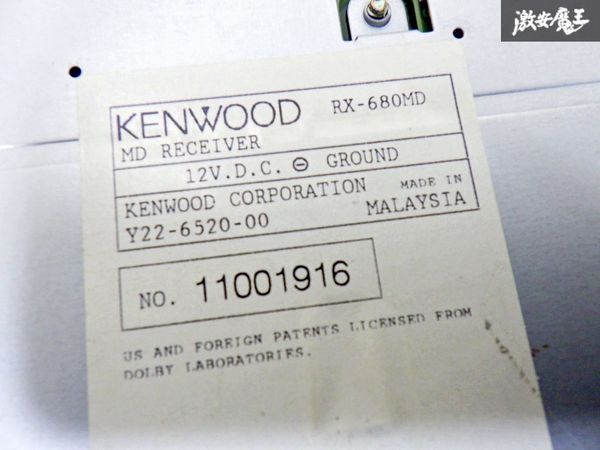 激安魔王
KENWOOD RX-680MD
MD RECEIVER
12V.D.C. ⊖ GROUND
KENWOOD CORPORATION MADE IN
Y22-6520-00 MALAYSIA
NO. 11001916
US AND FOREIGN PATENTS LICENSED FROM
DOLBY LABORATORIES.